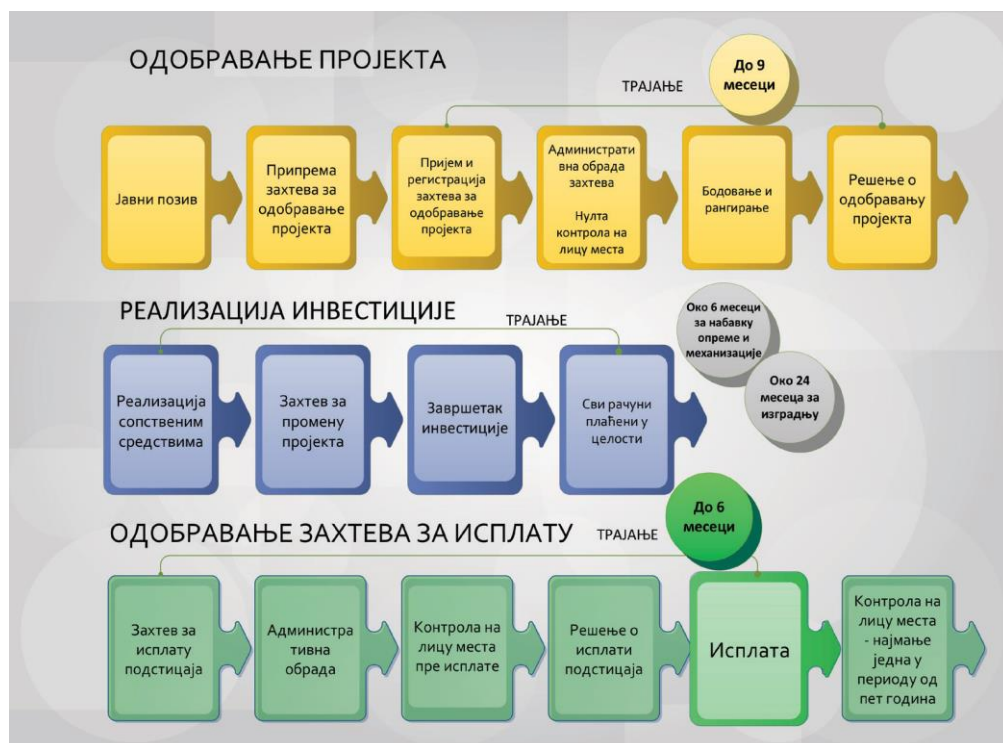 ОДОБРАВАЊЕ ПРОЈЕКТА
ТРАЈАЊЕ
До 9
месеци
Јавни позив
Припрема
захтева за
одобравање
пројекта
Пријем и
регистрација
захтева за
одобравање
пројекта
Администрати
вна обрада
захтева
Нулта
контрола на
лицу места
Бодовање и
рангирање
Решење о
одобравању
пројекта
РЕАЛИЗАЦИЈА ИНВЕСТИЦИЈЕ
ТРАЈАЊЕ
Око 6 месеци
за набавку
опреме и
механизације
Око 24
месеца за
изградњу
Реализација
сопственим
средствима
Захтев за
промену
пројекта
Завршетак
инвестиције
Сви рачуни
плаћени у
целости
ОДОБРАВАЊЕ ЗАХТЕВА ЗА ИСПЛАТУ
ТРАЈАЊЕ
До 6
месеци
Захтев за
исплату
подстицаја
Администра
тивна
обрада
Контрола на
лицу места
пре исплате
Решење о
исплати
подстицаја
Исплата
Контрола на
лицу места
- најмање
једна у
периоду од
пет година